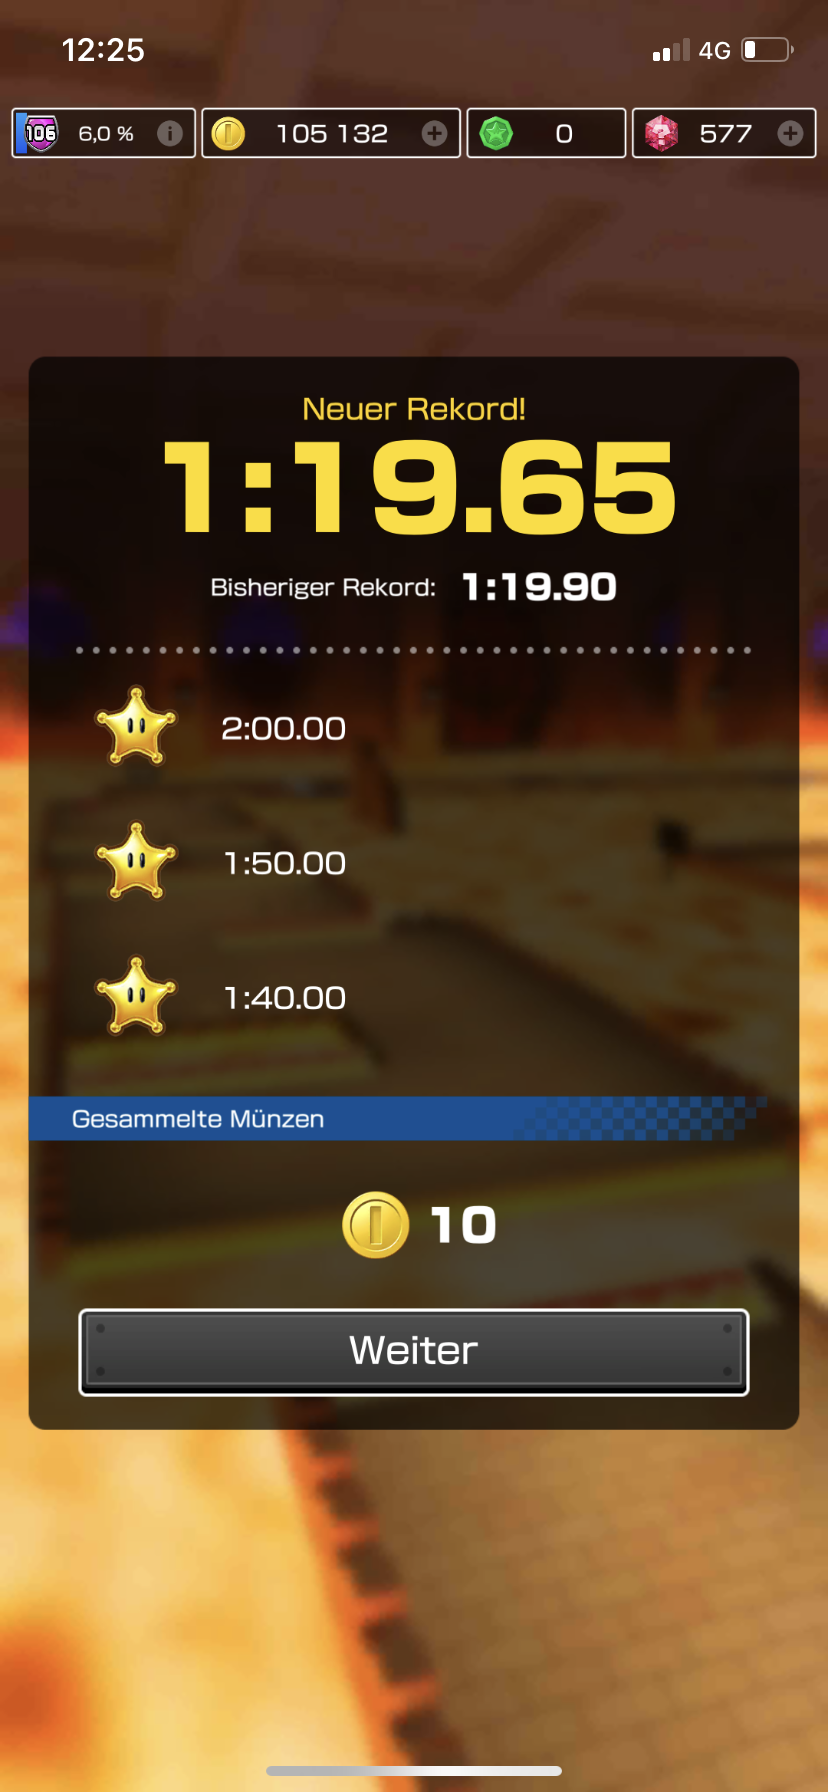 12:25 4G
106 6,0 % i 105 132 + 0 577 +
Neuer Rekord!
1:19.65
Bisheriger Rekord: 1:19.90
2:00.00
1:50.00
1:40.00
Gesammelte Münzen
10
Weiter